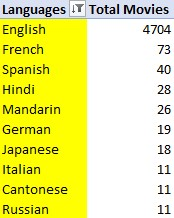 Languages Total Movies
English 4704
French 73
Spanish 40
Hindi 28
Mandarin 26
German 19
Japanese 18
Italian 11
Cantonese 11
Russian 11